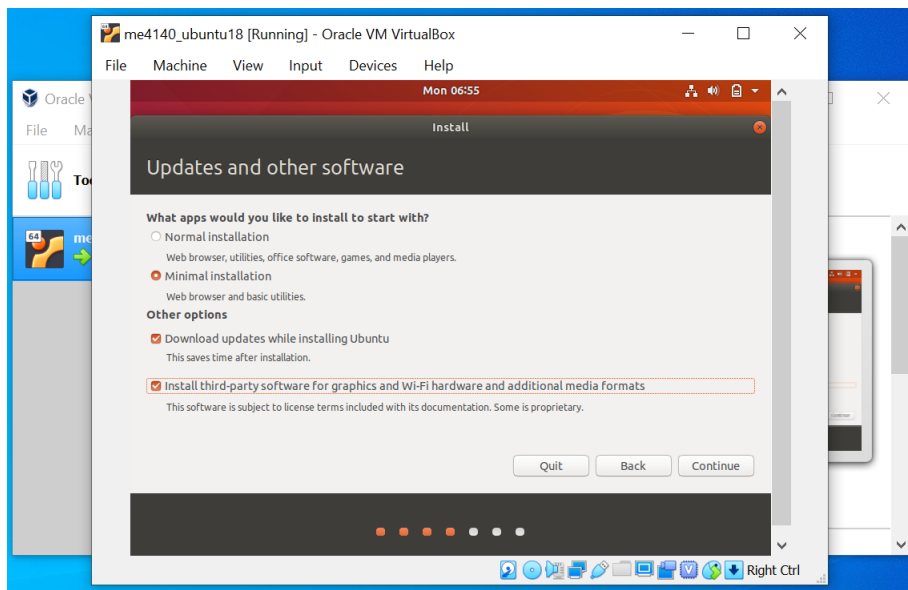 me4140_ubuntu18 [Running] - Oracle VM VirtualBox
File Machine View Input Devices Help
Oracle
File
64
Mon 06:55
Install
Updates and other software
What apps would you like to install to start with?
Normal installation
Web browser, utilities, office software, games, and media players.
Minimal installation
Web browser and basic utilities.
Other options
Download updates while installing Ubuntu
This saves time after installation.
Install third-party software for graphics and Wi-Fi hardware and additional media formats
This software is subject to license terms included with its documentation. Some is proprietary.
Quit Back Continue
Right Ctrl